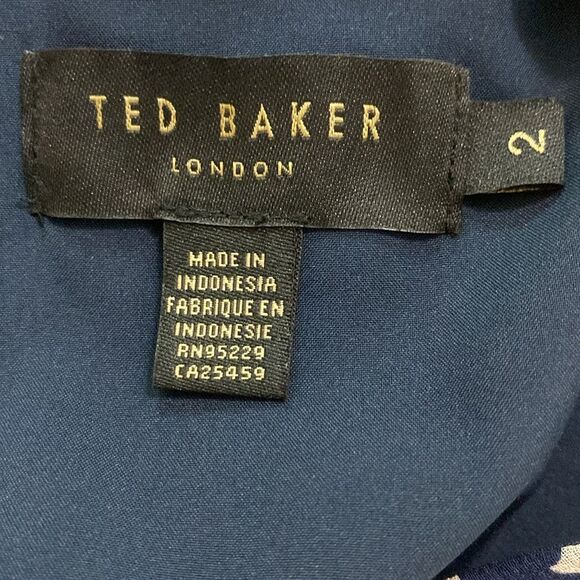 TED BAKER
LONDON
2
MADE IN
INDONESIA
FABRIQUE EN
INDONESIE
RN95229
CA25459